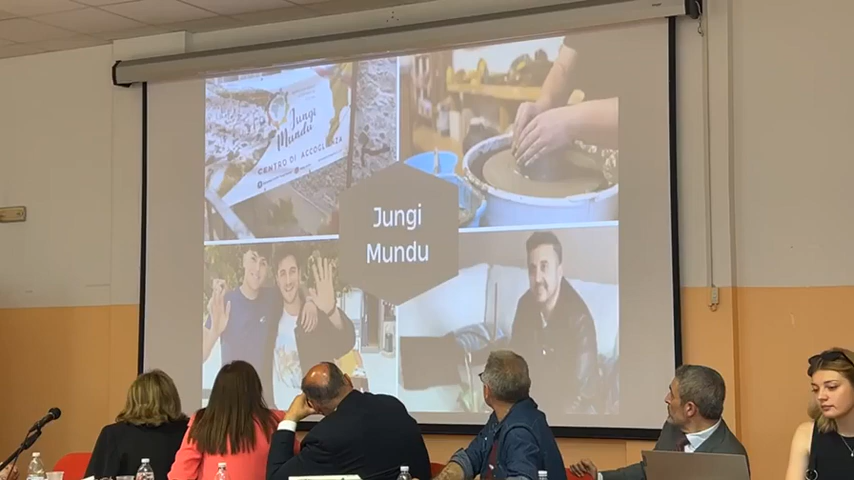 Jungi
Mundu
CENTRO DI ACCOGLIENZA
Jungi
Mundu